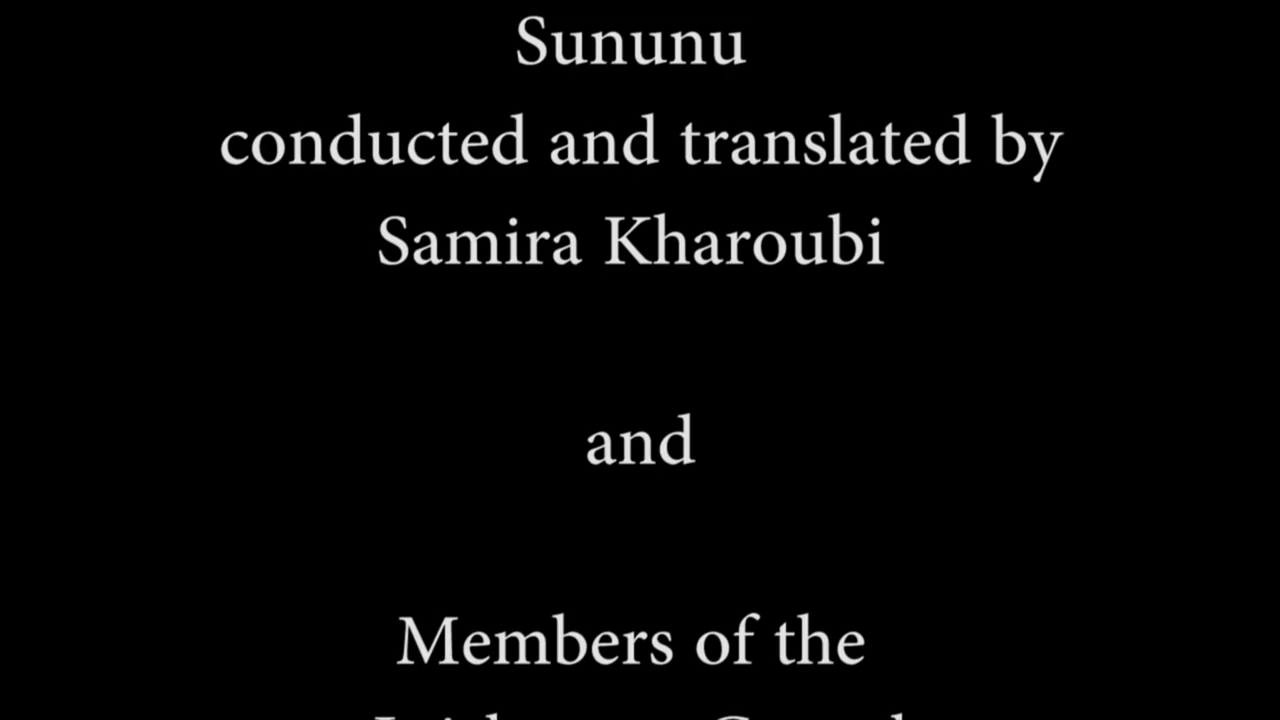 Sununu
conducted and translated by
Samira Kharoubi
and
Members of the